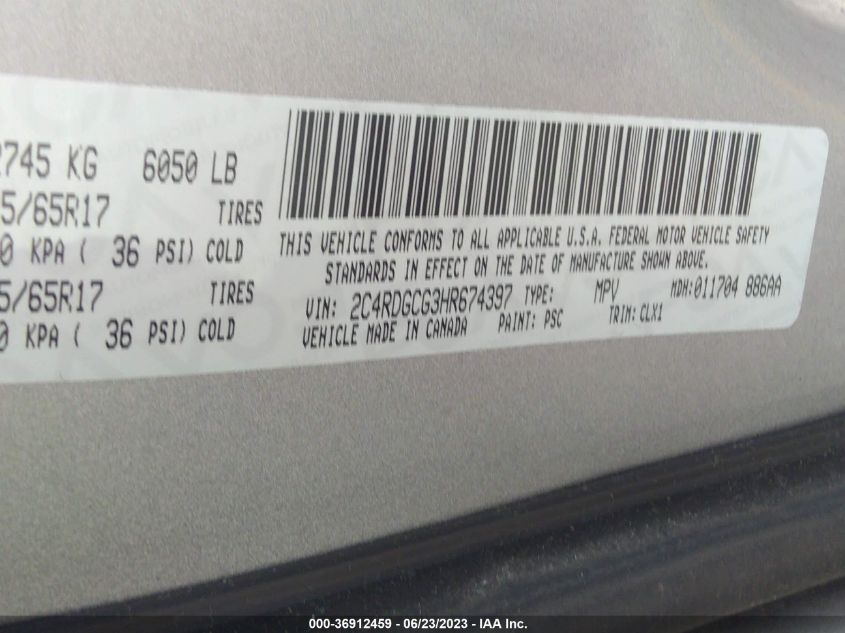 2745 KG 6050 LB
5/65R17 TIRES
0 KPA ( 36 PSI) COLD
5/65R17 TIRES
0 KPA ( 36 PSI) COLD
THIS VEHICLE CONFORMS TO ALL APPLICABLE U.S.A. FEDERAL MOTOR VEHICLE SAFETY
STANDARDS IN EFFECT ON THE DATE OF MANUFACTURE SHOWN ABOVE.
VIN: 2C4RDGCG3HR674397 TYPE: MPV MDH:011704 886AA
VEHICLE MADE IN CANADA PAINT: PSC TRIM: CLX1
000-36912459 - 06/23/2023 - IAA Inc.